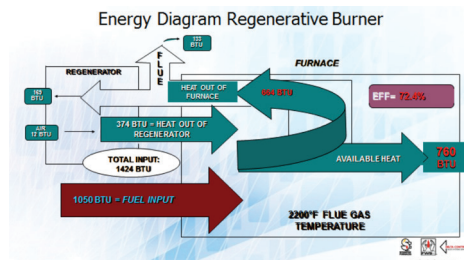 Energy Diagram Regenerative Burner
BTU
FLUE
REGENERATOR
FURNACE
HEAT OUT OF
FURNACE
BTU
EFF= 72.4%
BTU
AIR
12 BTU
374 BTU = HEAT OUT OF
REGENERATOR
TOTAL INPUT:
1424 BTU
AVAILABLE HEAT
760
BTU
1050 BTU = FUEL INPUT
2200°F FLUE GAS
TEMPERATURE